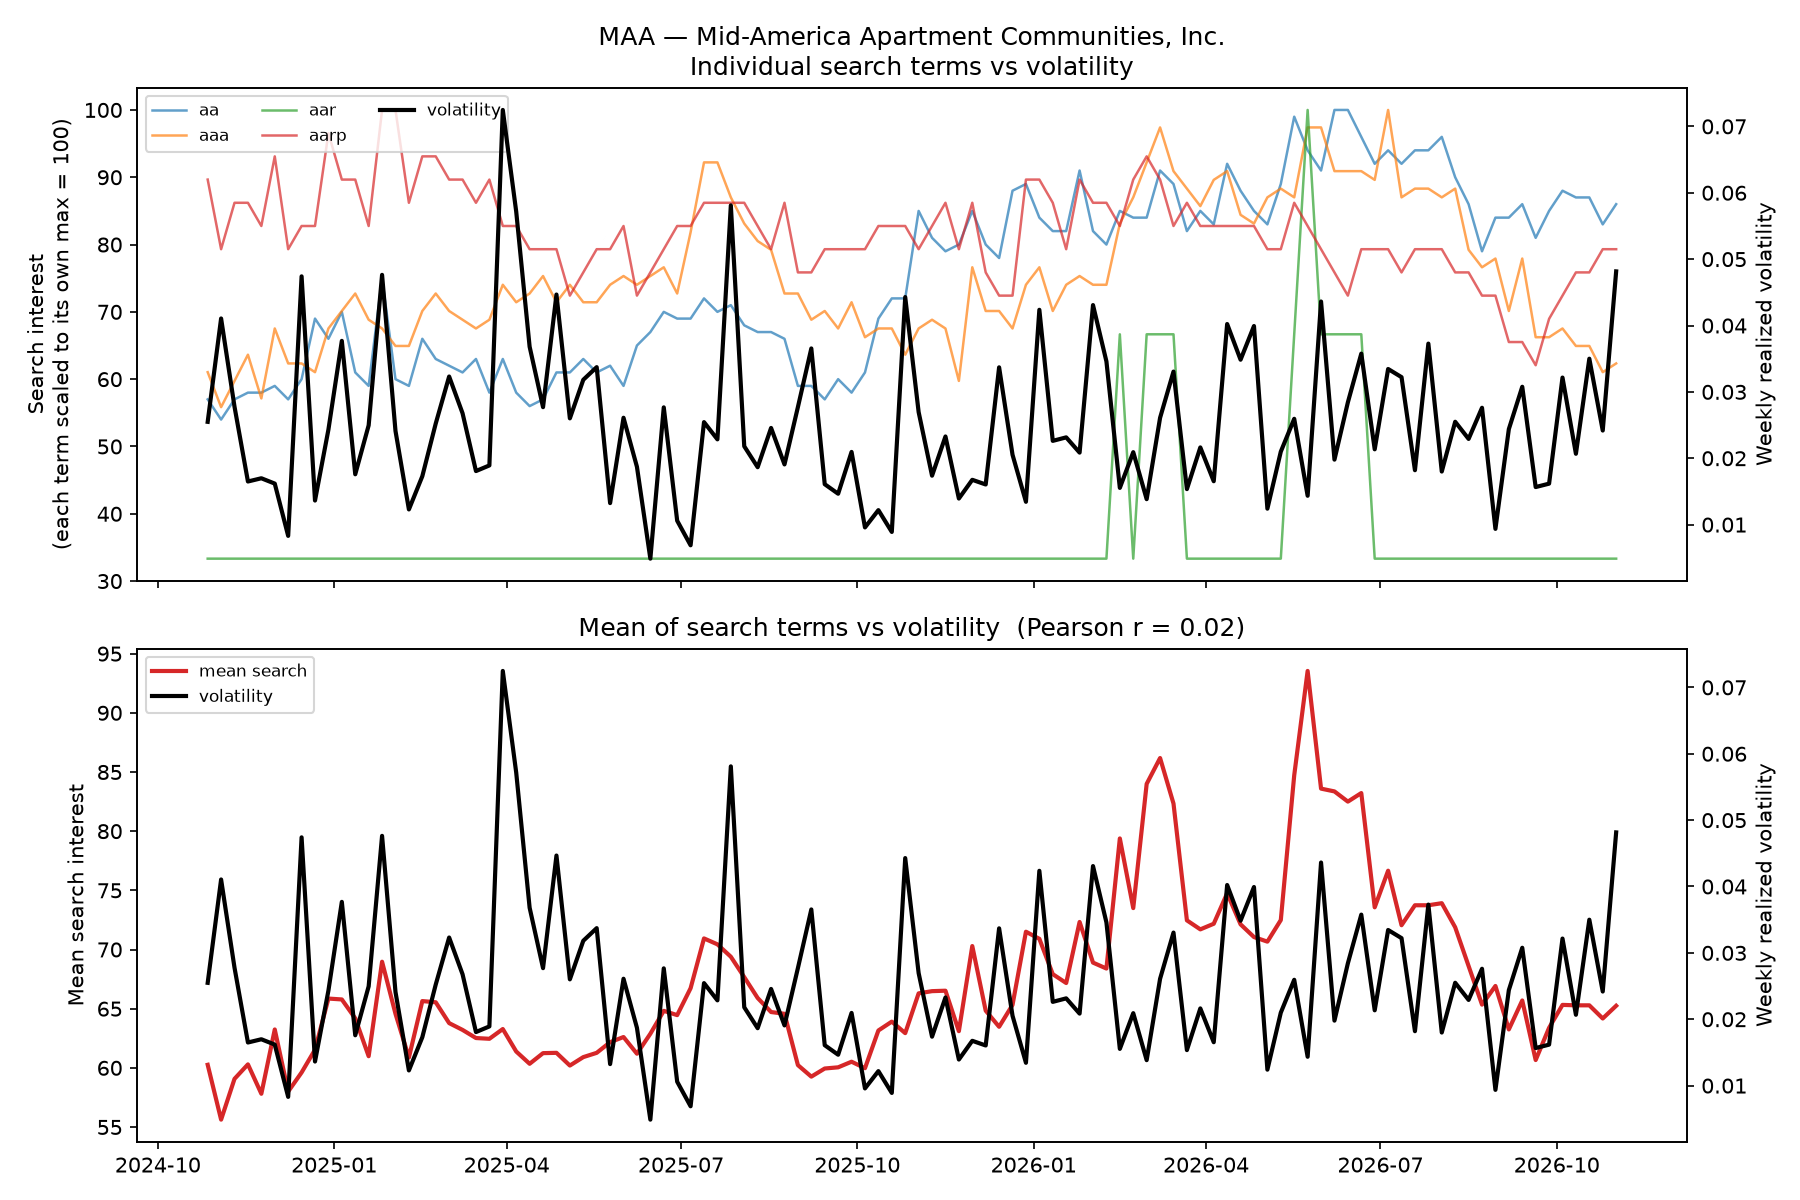 MAA — Mid-America Apartment Communities, Inc.
Individual search terms vs volatility
aa
aar
volatility
aaa
aarp
Search interest
(each term scaled to its own max = 100)
100
90
80
70
60
50
40
30
Weekly realized volatility
0.07
0.06
0.05
0.04
0.03
0.02
0.01
Mean of search terms vs volatility (Pearson r = 0.02)
mean search
volatility
Mean search interest
95
90
85
80
75
70
65
60
55
Weekly realized volatility
0.07
0.06
0.05
0.04
0.03
0.02
0.01
2024-10
2025-01
2025-04
2025-07
2025-10
2026-01
2026-04
2026-07
2026-10